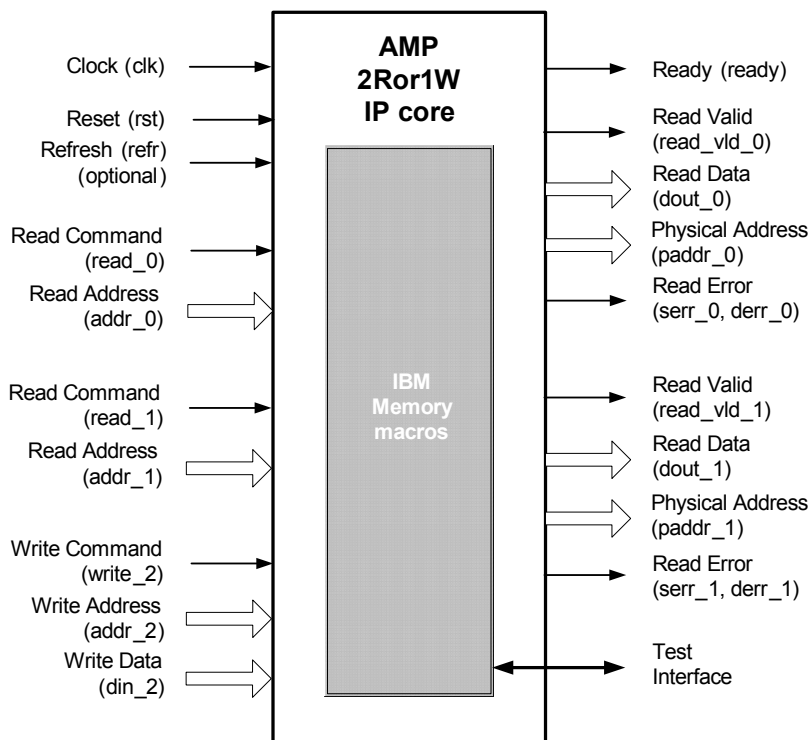 AMP
2Ror1W
IP core
Clock (clk)
Reset (rst)
Refresh (refr)
(optional)
Read Command
(read_0)
Read Address
(addr_0)
Read Command
(read_1)
Read Address
(addr_1)
Write Command
(write_2)
Write Address
(addr_2)
Write Data
(din_2)
IBM
Memory
macros
Ready (ready)
Read Valid
(read_vld_0)
Read Data
(dout_0)
Physical Address
(paddr_0)
Read Error
(serr_0, derr_0)
Read Valid
(read_vld_1)
Read Data
(dout_1)
Physical Address
(paddr_1)
Read Error
(serr_1, derr_1)
Test
Interface